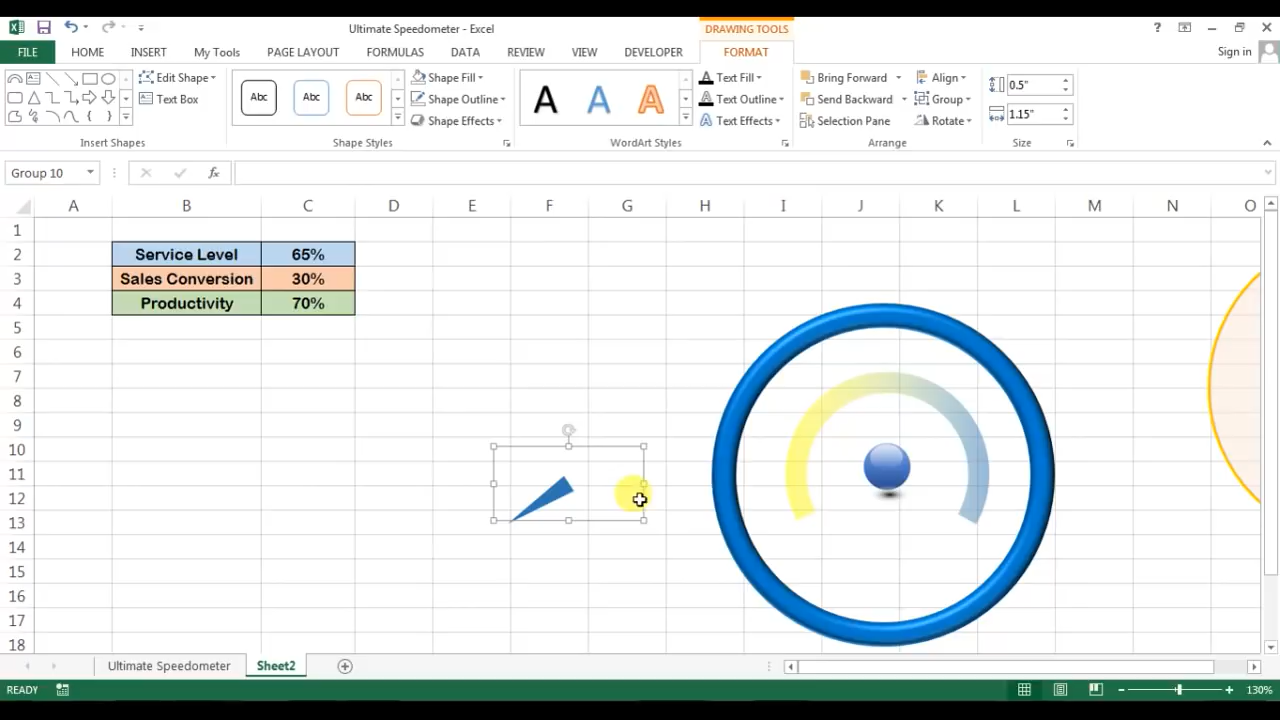 Ultimate Speedometer - Excel
DRAWING TOOLS
FILE HOME INSERT My Tools PAGE LAYOUT FORMULAS DATA REVIEW VIEW DEVELOPER FORMAT Sign in
Edit Shape
Text Box
Insert Shapes
Abc Abc Abc
Shape Fill
Shape Outline
Shape Effects
Shape Styles
A A A
Text Fill
Text Outline
Text Effects
WordArt Styles
Bring Forward
Send Backward
Selection Pane
Align
Group
Rotate
Arrange
0.5"
1.15"
Size
Group 10
fx
A B C D E F G H I J K L M N O
1
2 Service Level 65%
3 Sales Conversion 30%
4 Productivity 70%
5
6
7
8
9
10
11
12
13
14
15
16
17
18
Ultimate Speedometer Sheet2
READY 130%